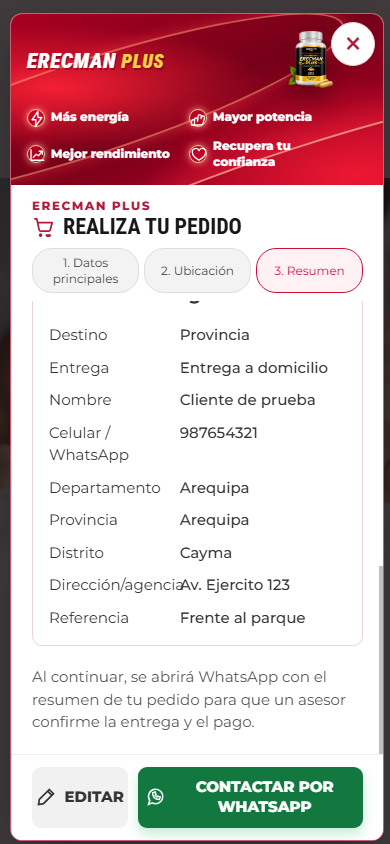 ERECMAN PLUS
Más energía
Mayor potencia
Mejor rendimiento
Recupera tu
confianza
ERECMAN PLUS
REALIZA TU PEDIDO
1. Datos
principales
2. Ubicación
3. Resumen
Destino Provincia
Entrega Entrega a domicilio
Nombre Cliente de prueba
Celular / 987654321
WhatsApp
Departamento Arequipa
Provincia Arequipa
Distrito Cayma
Dirección/agencia Av. Ejercito 123
Referencia Frente al parque
Al continuar, se abrirá WhatsApp con el
resumen de tu pedido para que un asesor
confirme la entrega y el pago.
EDITAR
CONTACTAR POR
WHATSAPP